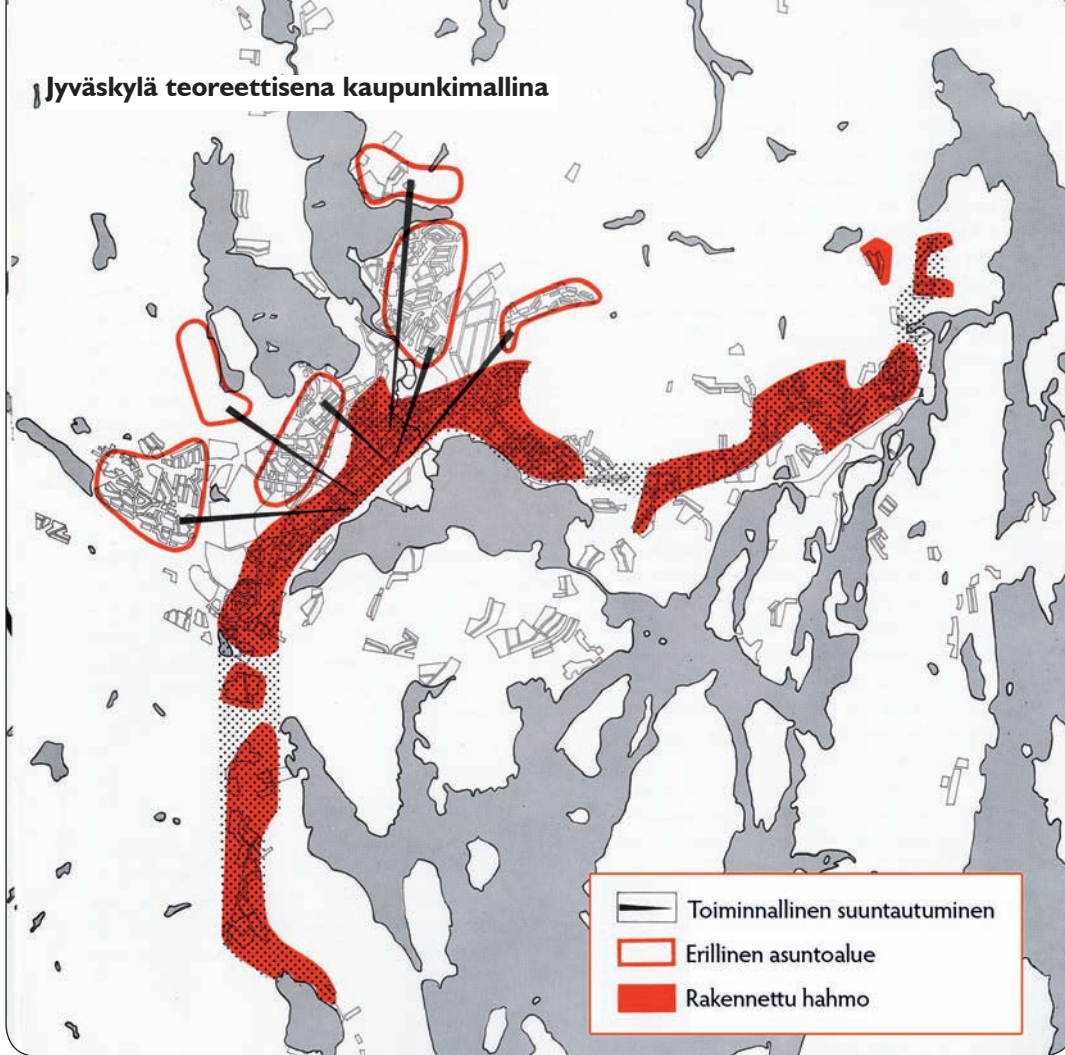 Jyväskylä teoreettisena kaupunkimallina
Toiminnallinen suuntautuminen
Erillinen asuntoalue
Rakennettu hahmo